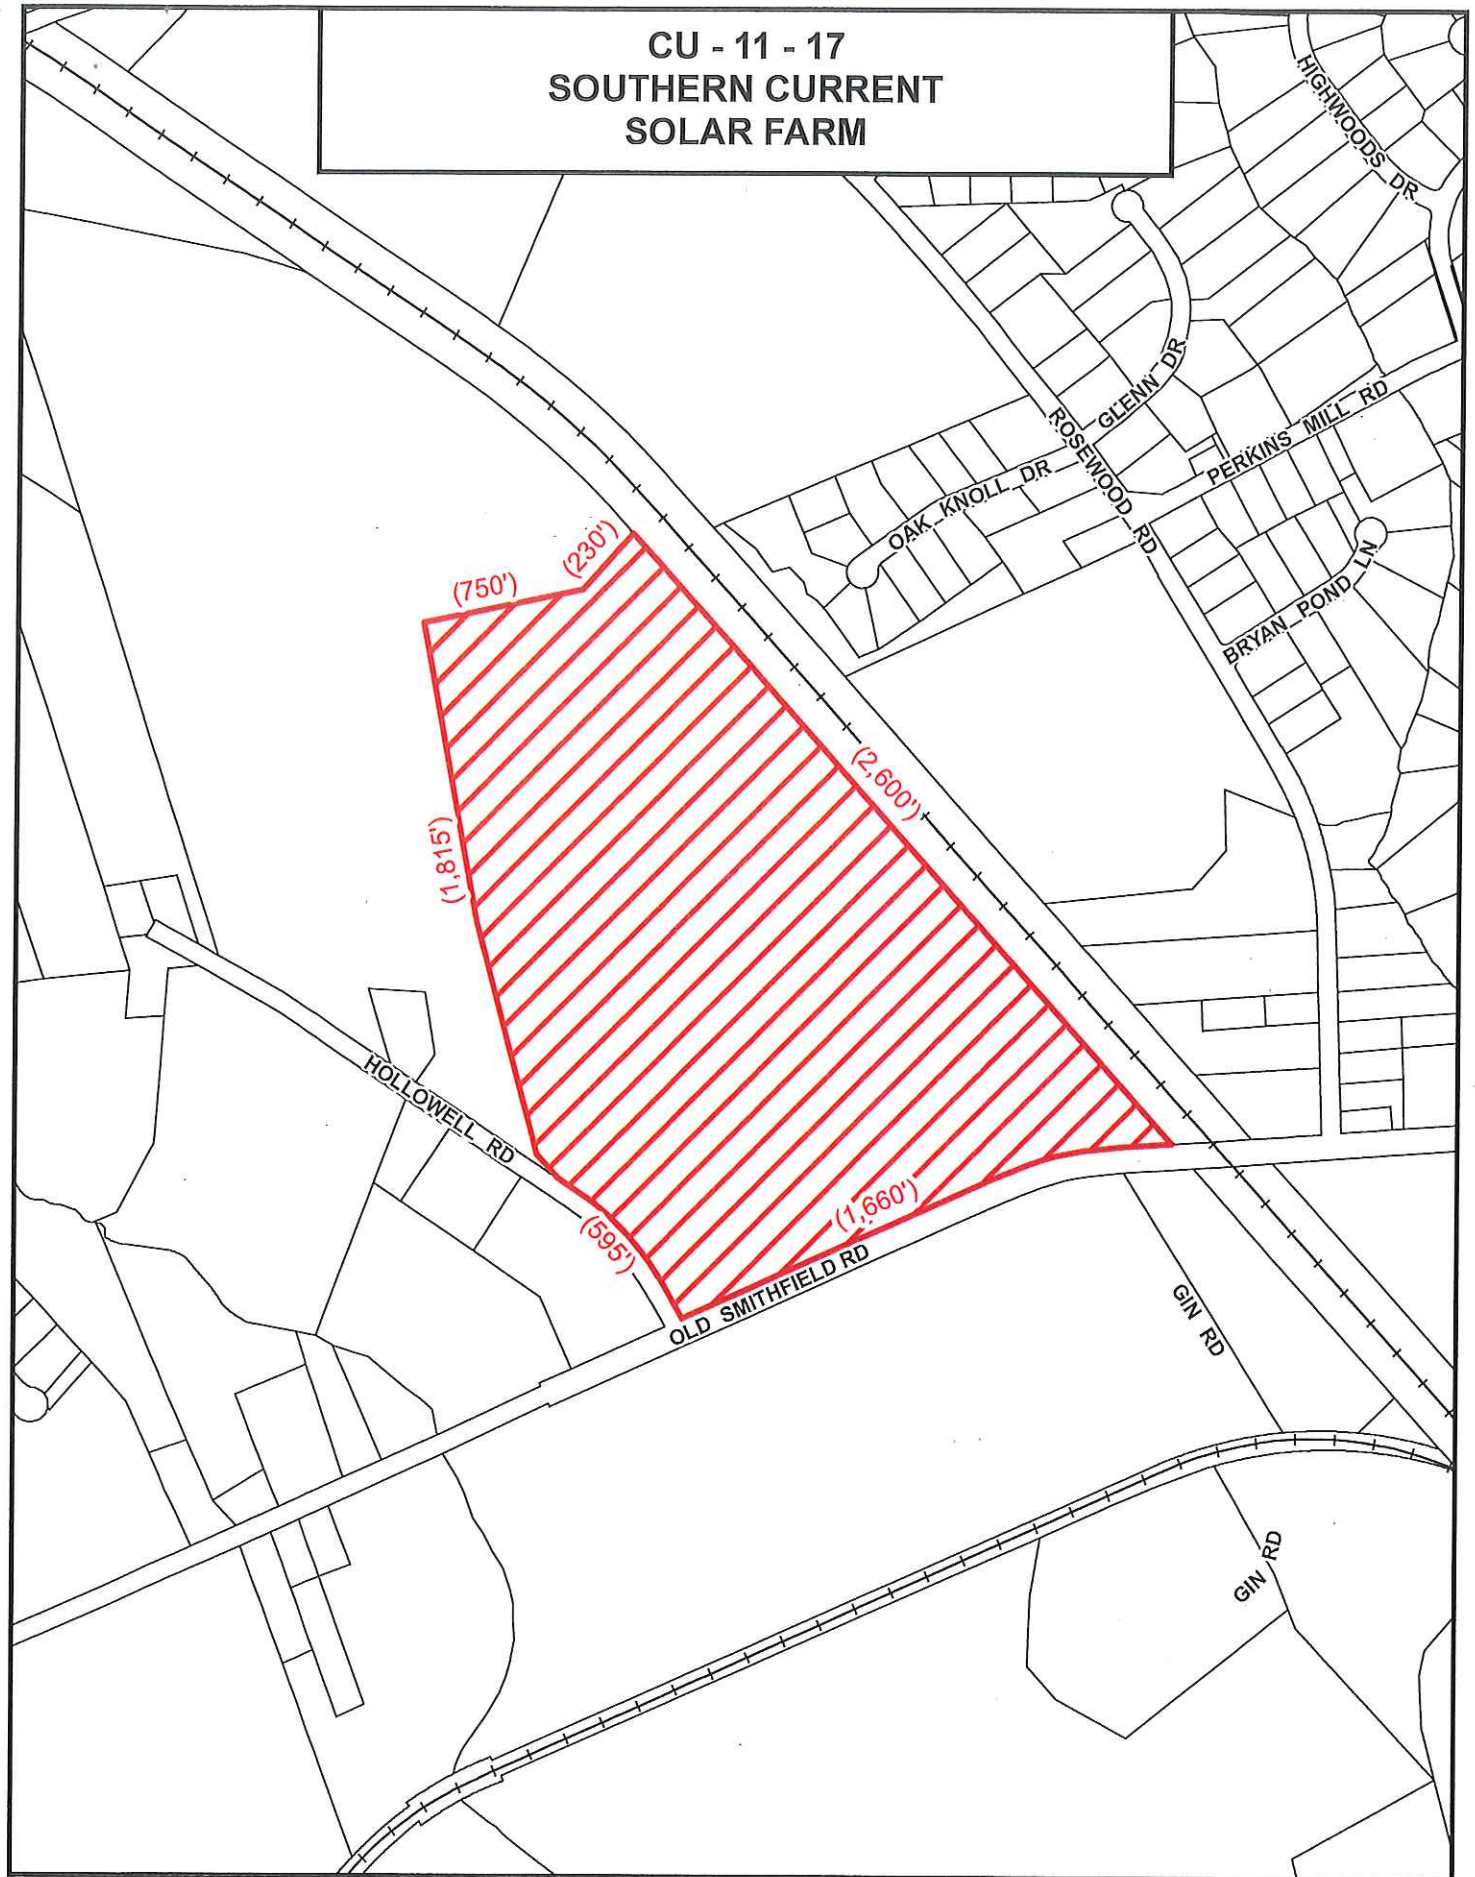 CU - 11 - 17
SOUTHERN CURRENT
SOLAR FARM
HIGHWOODS DR
GLENN DR
PERKINS MILL RD
ROSEWOOD RD
OAK KNOLL DR
BRYAN POND LN
(230')
(750')
(2,600')
(1,815')
HOLLOWELL RD
(595')
(1,660')
OLD SMITHFIELD RD
GIN RD
GIN RD